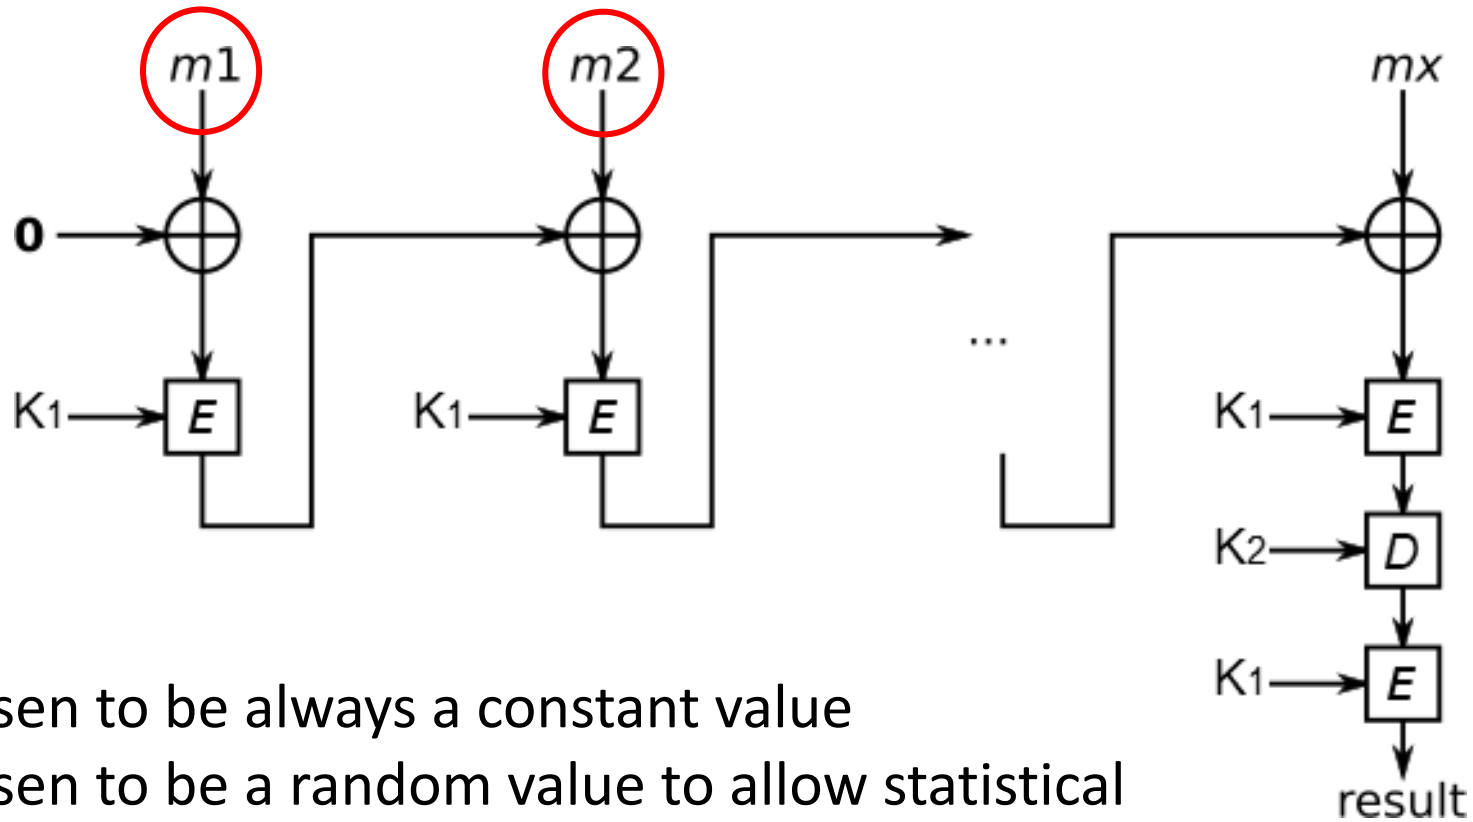 m1 m2 mx
0
...
K1 E K1 E K1 E
K2 D
K1 E
sen to be always a constant value
sen to be a random value to allow statistical
result